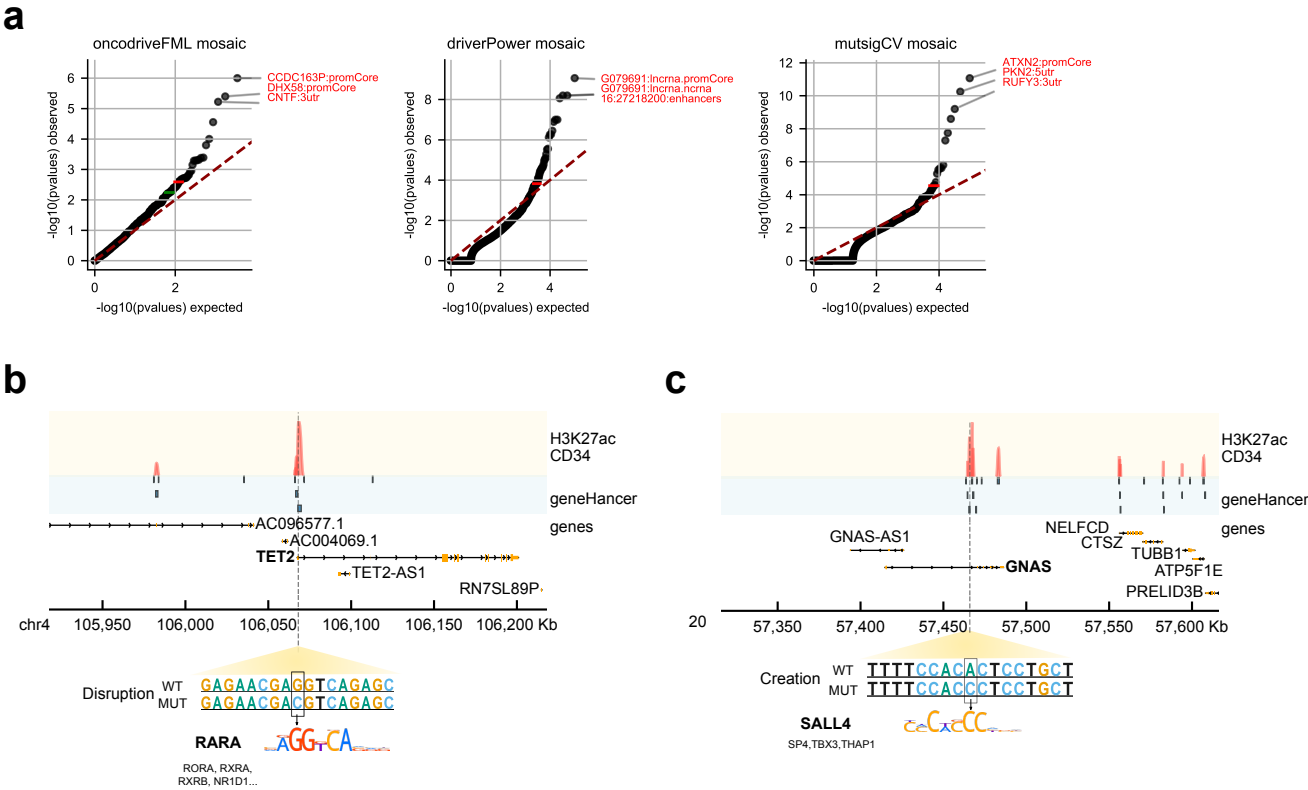 a
oncodriveFML mosaic
-log10(pvalues) observed
6
5
4
3
2
1
0
0
2
-log10(pvalues) expected
CCDC163P:promCore
DHX58:promCore
CNTF:3utr
driverPower mosaic
-log10(pvalues) observed
8
6
4
2
0
0
2
4
-log10(pvalues) expected
G079691:lncrna.promCore
G079691:lncrna.ncrna
16:27218200:enhancers
mutsigCV mosaic
-log10(pvalues) observed
12
10
8
6
4
2
0
0
2
4
-log10(pvalues) expected
ATXN2:promCore
PKN2:5utr
RUFY3:3utr
b
H3K27ac
CD34
geneHancer
genes
AC096577.1
AC004069.1
TET2
TET2-AS1
RN7SL89P
chr4 105,950 106,000 106,050 106,100 106,150 106,200 Kb
Disruption
WT GAGAACGAGGTCAGAGC
MUT GAGAACGACGTCAGAGC
RARA
AGGTCA
RORA, RXRA,
RXRB, NR1D1...
c
H3K27ac
CD34
geneHancer
genes
GNAS-AS1
GNAS
NELFCD
CTSZ
TUBB1
ATP5F1E
PRELID3B
20 57,350 57,400 57,450 57,500 57,550 57,600 Kb
Creation
WT TTTTCCACACTCCTGCT
MUT TTTTCCACCCTCCTGCT
SALL4
SP4,TBX3,THAP1